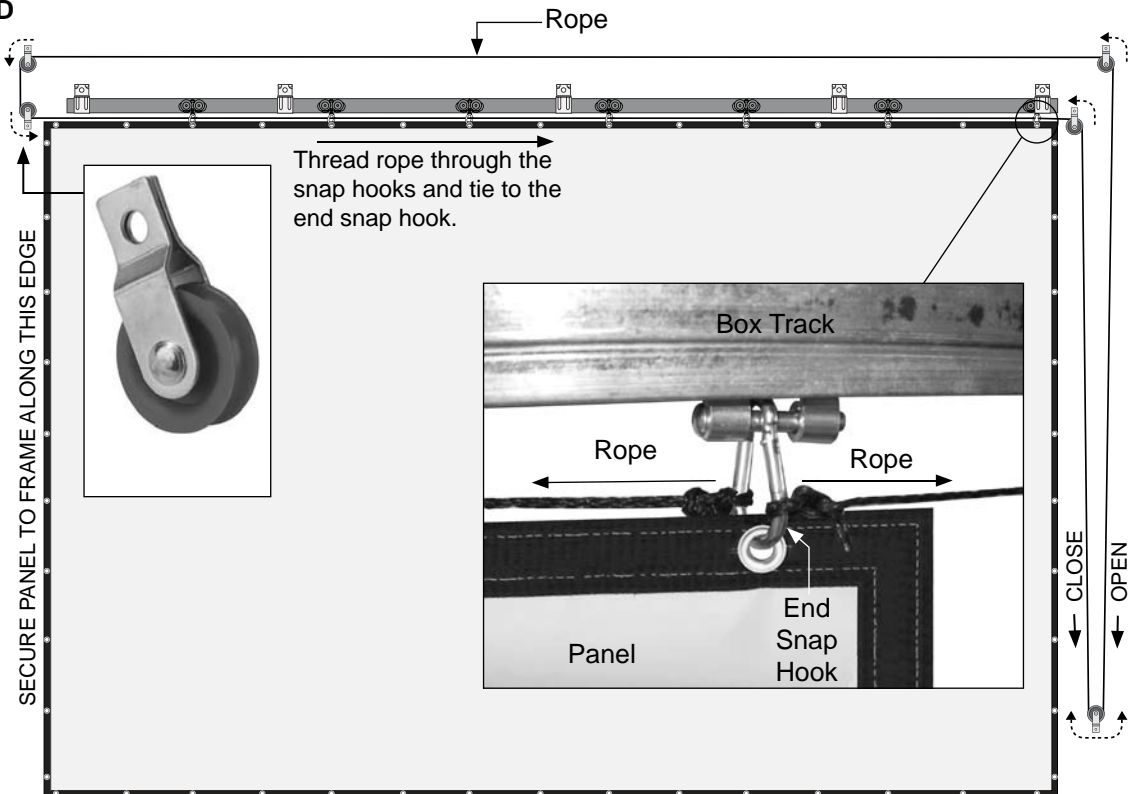 D
Rope
Thread rope through the
snap hooks and tie to the
end snap hook.
SECURE PANEL TO FRAME ALONG THIS EDGE
Box Track
Rope
Rope
End
Snap
Hook
Panel
CLOSE
OPEN